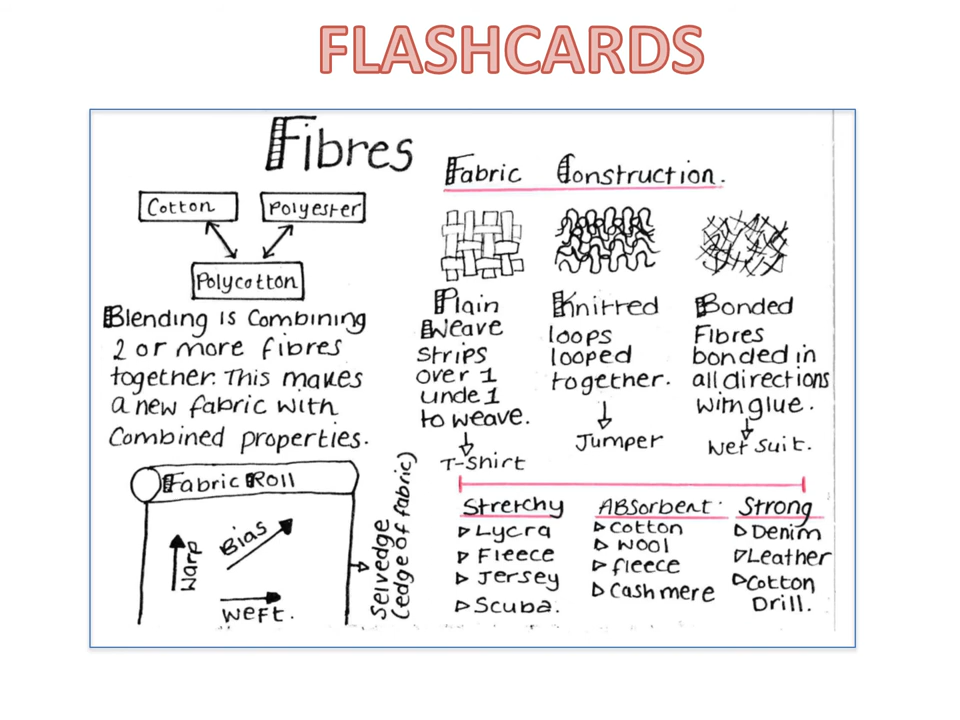 FLASHCARDS
Fibres
Cotton
Polyester
Polycotton
Blending is combining
2 or more fibres
together. This makes
a new fabric with
combined properties.
Fabric Roll
Warp
Bias
Weft.
Selvedge
(edge of fabric)
Fabric Construction.
Plain
Weave
strips
over 1
unde 1
to weave.
T-Shirt
Knitted
loops
looped
together.
Jumper
Bonded
Fibres
bonded in
all directions
with glue.
Wet suit.
Stretchy
Lycra
Fleece
Jersey
Scuba.
Absorbent.
Cotton
Wool
fleece
Cashmere
Strong
Denim
Leather
Cotton
Drill.